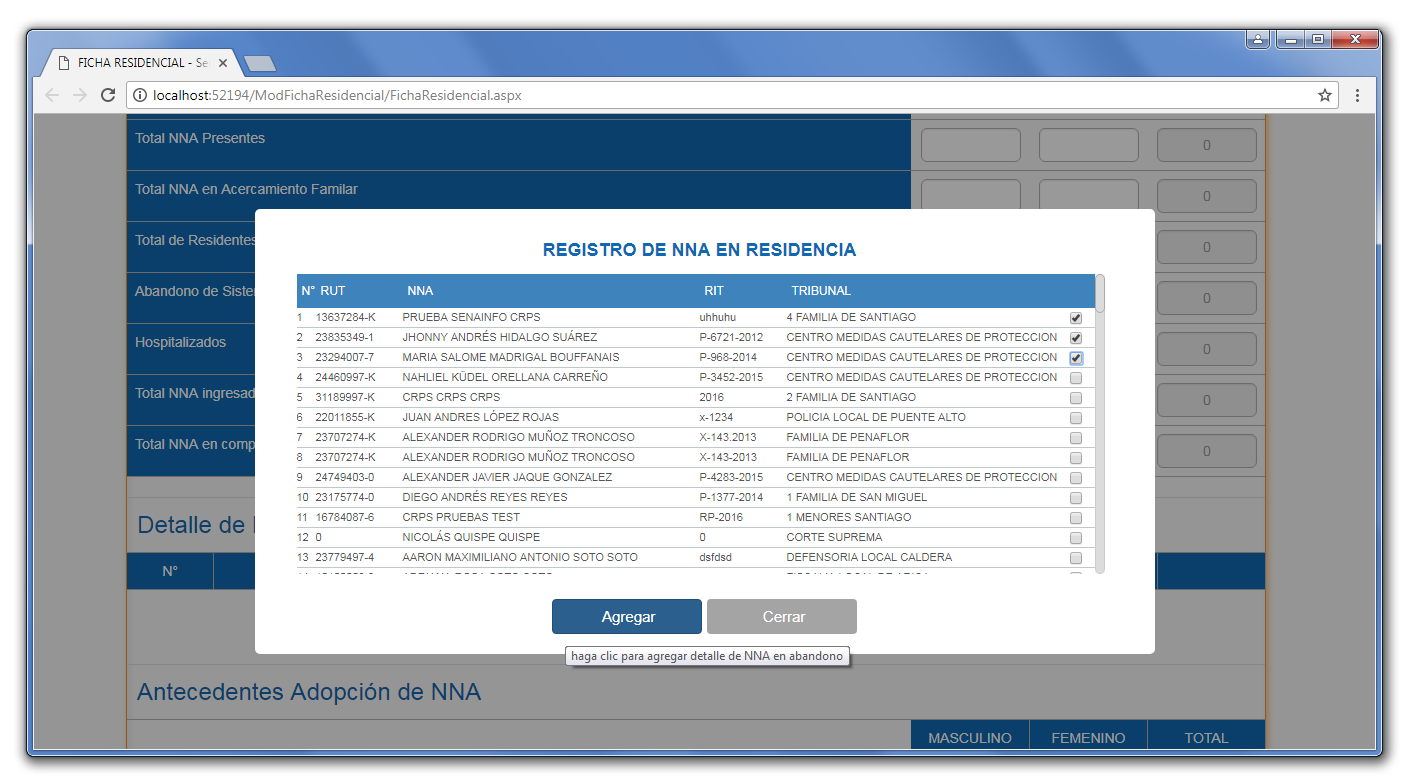 FICHA RESIDENCIAL - Se
localhost:52194/ModFichaResidencial/FichaResidencial.aspx
Total NNA Presentes 0
Total NNA en Acercamiento Familar 0
Total de Residentes 0
Abandono de Sister 0
Hospitalizados 0
Total NNA ingresad 0
Total NNA en comp 0
REGISTRO DE NNA EN RESIDENCIA
N° RUT NNA RIT TRIBUNAL
1 13637284-K PRUEBA SENAINFO CRPS uhhuhu 4 FAMILIA DE SANTIAGO
2 23835349-1 JHONNY ANDRÉS HIDALGO SUÁREZ P-6721-2012 CENTRO MEDIDAS CAUTELARES DE PROTECCION
3 23294007-7 MARIA SALOME MADRIGAL BOUFFANAIS P-968-2014 CENTRO MEDIDAS CAUTELARES DE PROTECCION
4 24460997-K NAHLIEL KÜDEL ORELLANA CARREÑO P-3452-2015 CENTRO MEDIDAS CAUTELARES DE PROTECCION
5 31189997-K CRPS CRPS CRPS 2016 2 FAMILIA DE SANTIAGO
6 22011855-K JUAN ANDRES LÓPEZ ROJAS x-1234 POLICIA LOCAL DE PUENTE ALTO
7 23707274-K ALEXANDER RODRIGO MUÑOZ TRONCOSO X-143.2013 FAMILIA DE PENAFLOR
8 23707274-K ALEXANDER RODRIGO MUÑOZ TRONCOSO X-143-2013 FAMILIA DE PENAFLOR
9 24749403-0 ALEXANDER JAVIER JAQUE GONZALEZ P-4283-2015 CENTRO MEDIDAS CAUTELARES DE PROTECCION
10 23175774-0 DIEGO ANDRÉS REYES REYES P-1377-2014 1 FAMILIA DE SAN MIGUEL
11 16784087-6 CRPS PRUEBAS TEST RP-2016 1 MENORES SANTIAGO
12 0 NICOLÁS QUISPE QUISPE 0 CORTE SUPREMA
13 23779497-4 AARON MAXIMILIANO ANTONIO SOTO SOTO dsfdsd DEFENSORIA LOCAL CALDERA
Agregar Cerrar
haga clic para agregar detalle de NNA en abandono
Detalle de
N°
Antecedentes Adopción de NNA
MASCULINO FEMENINO TOTAL